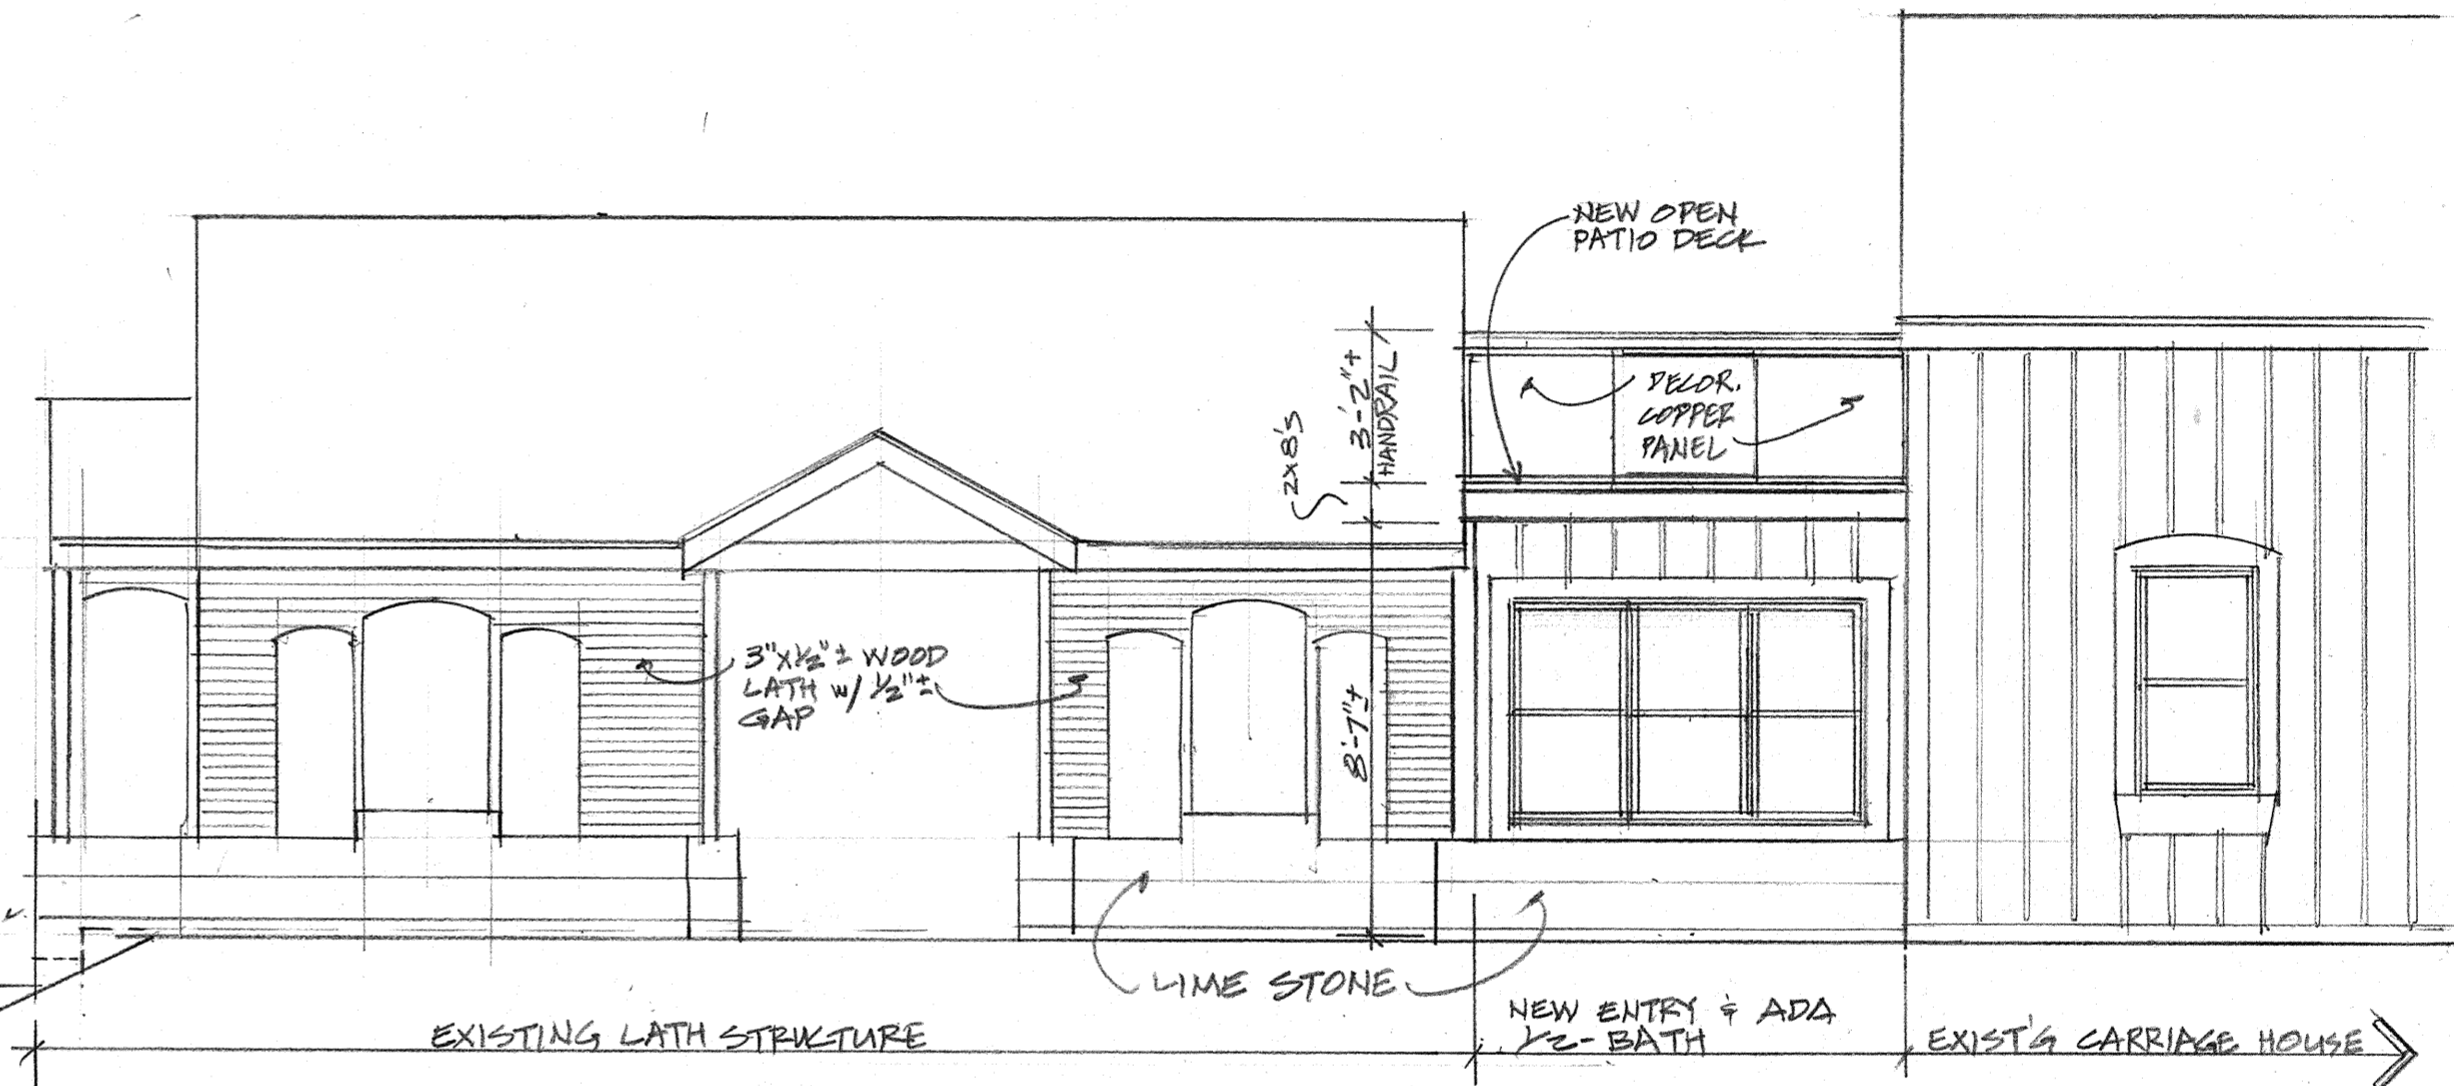 NEW OPEN
PATIO DECK
3'-2"+
HANDRAIL
2x8'S
DECOR.
COPPER
PANEL
3"x½"± WOOD
LATH w/ ½"±
GAP
8'-7"±
LIME STONE
EXISTING LATH STRUCTURE
NEW ENTRY & ADA
½-BATH
EXIST'G CARRIAGE HOUSE